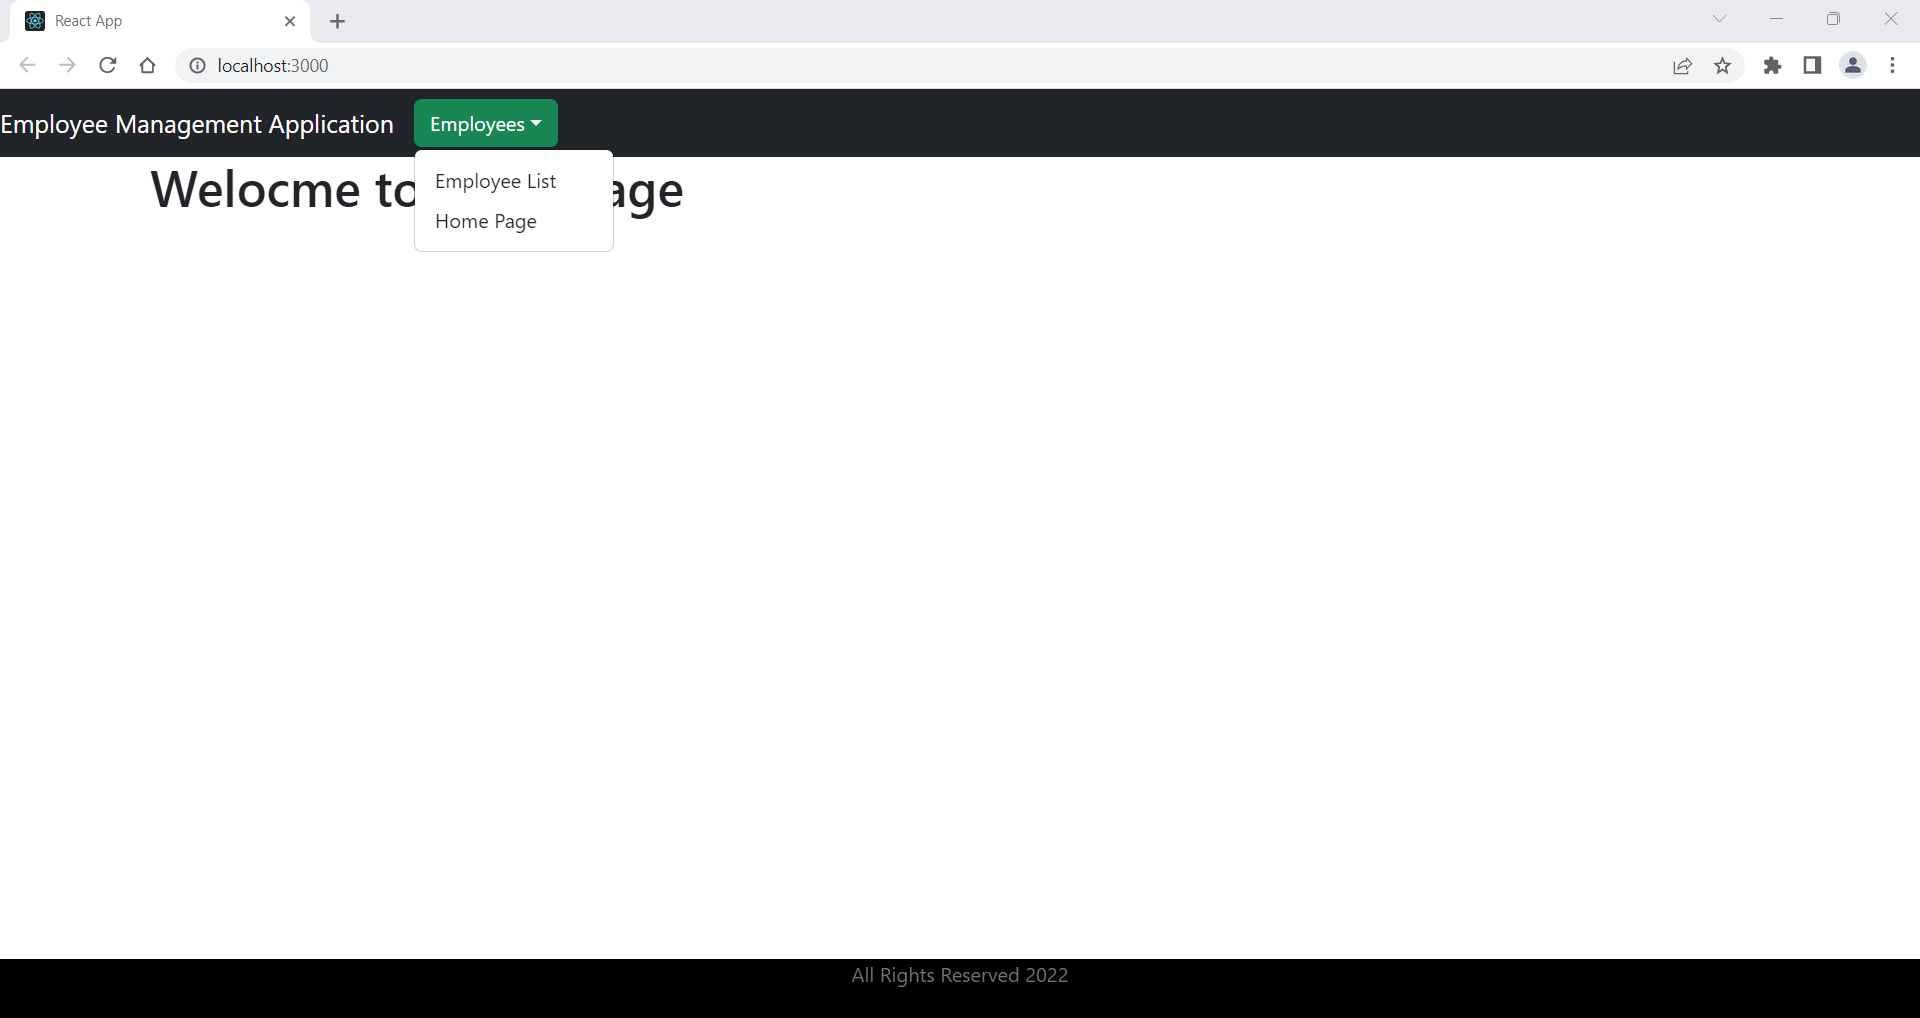 React App
localhost:3000
Employee Management Application
Employees
Welocme to age
Employee List
Home Page
All Rights Reserved 2022